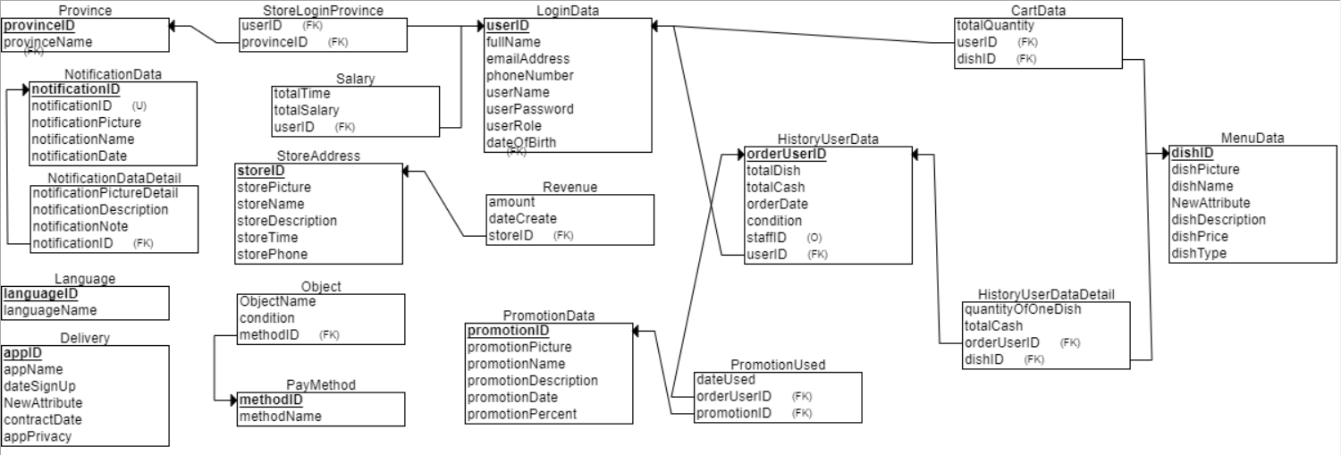 Province
provinceID
provinceName
(FK)
StoreLoginProvince
userID (FK)
provinceID (FK)
LoginData
userID
fullName
emailAddress
phoneNumber
userName
userPassword
userRole
dateOfBirth
(FK)
CartData
totalQuantity
userID (FK)
dishID (FK)
NotificationData
notificationID
notificationID (U)
notificationPicture
notificationName
notificationDate
Salary
totalTime
totalSalary
userID (FK)
HistoryUserData
orderUserID
totalDish
totalCash
orderDate
condition
staffID (O)
userID (FK)
MenuData
dishID
dishPicture
dishName
NewAttribute
dishDescription
dishPrice
dishType
StoreAddress
storeID
storePicture
storeName
storeDescription
storeTime
storePhone
NotificationDataDetail
notificationPictureDetail
notificationDescription
notificationNote
notificationID (FK)
Revenue
amount
dateCreate
storeID (FK)
Language
languageID
languageName
Object
ObjectName
condition
methodID (FK)
HistoryUserDataDetail
quantityOfOneDish
totalCash
orderUserID (FK)
dishID (FK)
PromotionData
promotionID
promotionPicture
promotionName
promotionDescription
promotionDate
promotionPercent
Delivery
appID
appName
dateSignUp
NewAttribute
contractDate
appPrivacy
PromotionUsed
dateUsed
orderUserID (FK)
promotionID (FK)
PayMethod
methodID
methodName